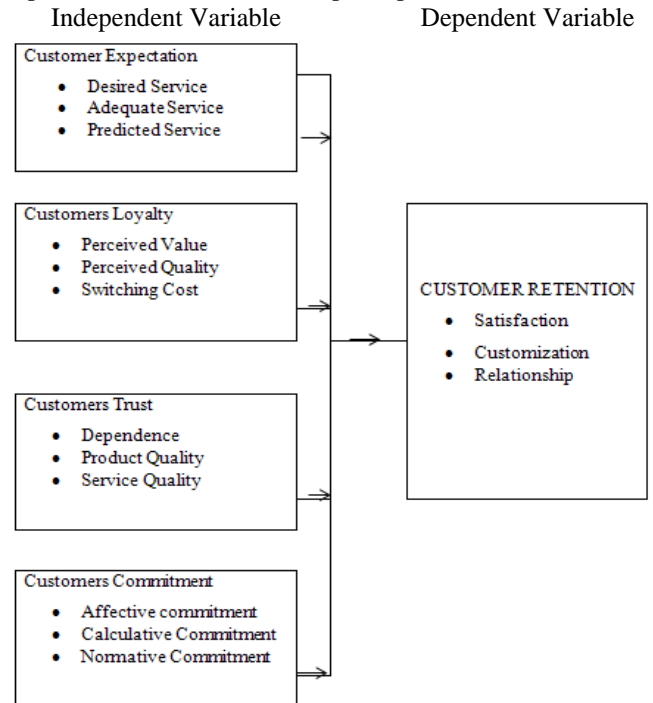 Independent Variable Dependent Variable
Customer Expectation
• Desired Service
• Adequate Service
• Predicted Service
Customers Loyalty
• Perceived Value
• Perceived Quality
• Switching Cost
CUSTOMER RETENTION
• Satisfaction
• Customization
• Relationship
Customers Trust
• Dependence
• Product Quality
• Service Quality
Customers Commitment
• Affective commitment
• Calculative Commitment
• Normative Commitment